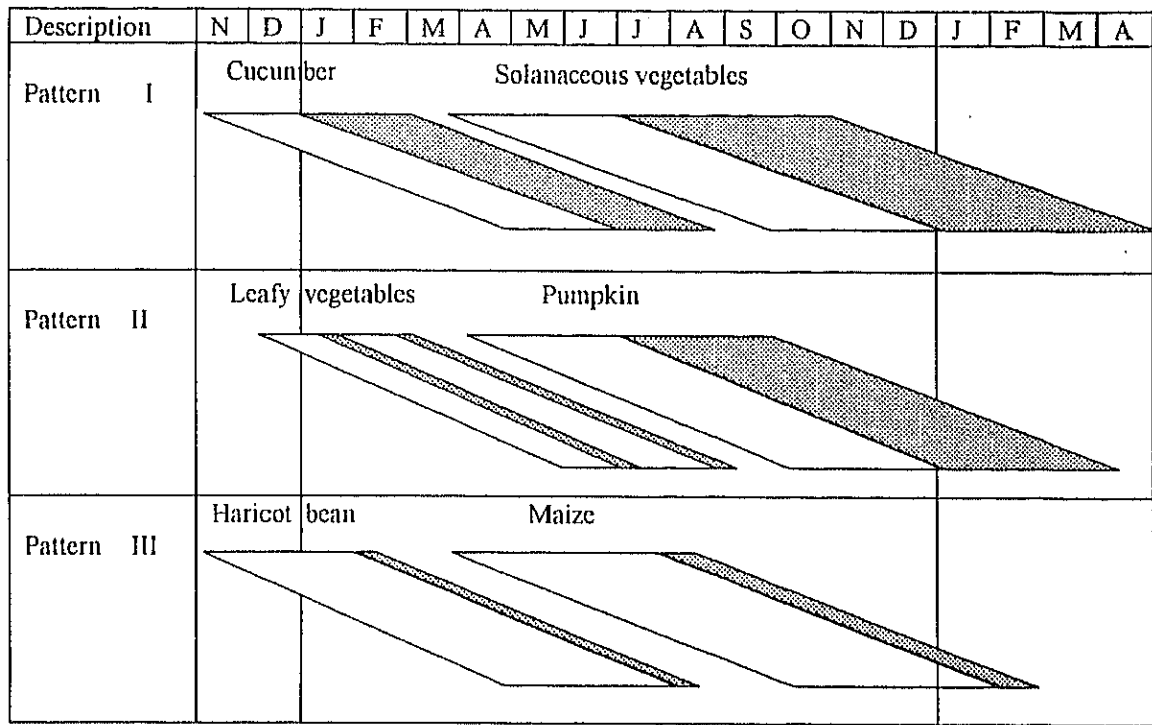 Description N D J F M A M J J A S O N D J F M A
Cucumber Solanaceous vegetables
Pattern I
Leafy vegetables Pumpkin
Pattern II
Haricot bean Maize
Pattern III